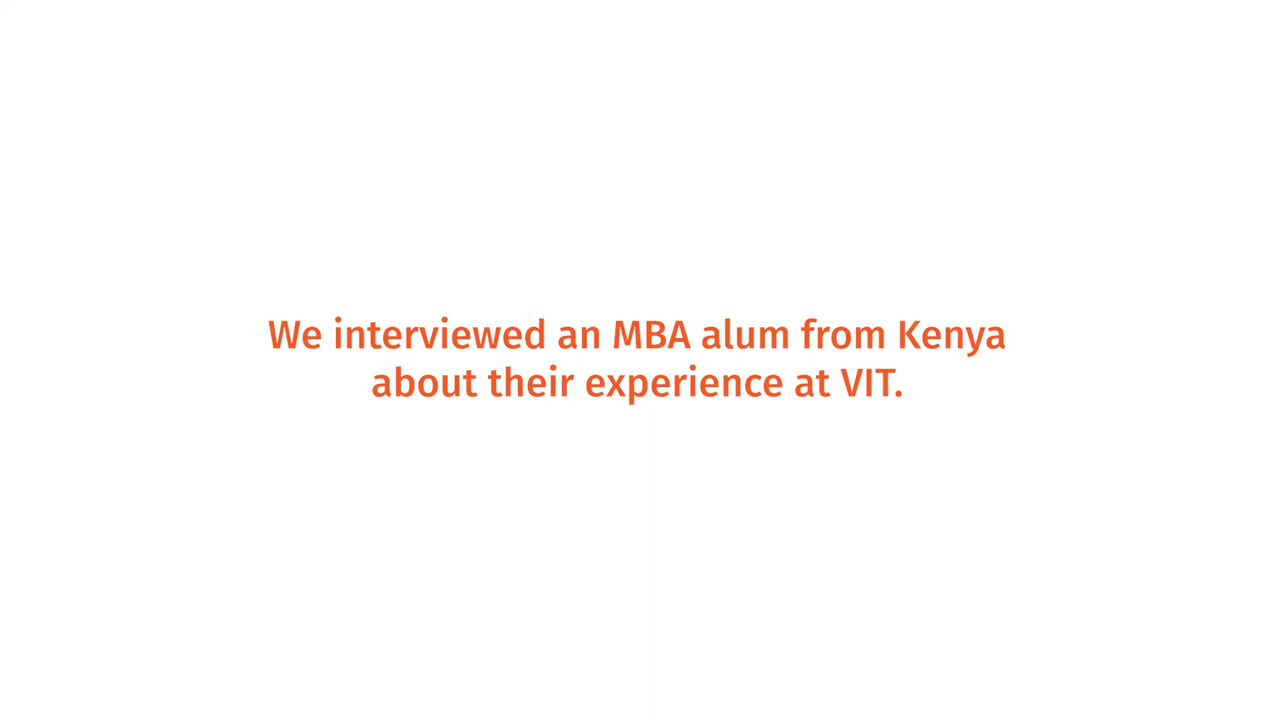 We interviewed an MBA alum from Kenya
about their experience at VIT.